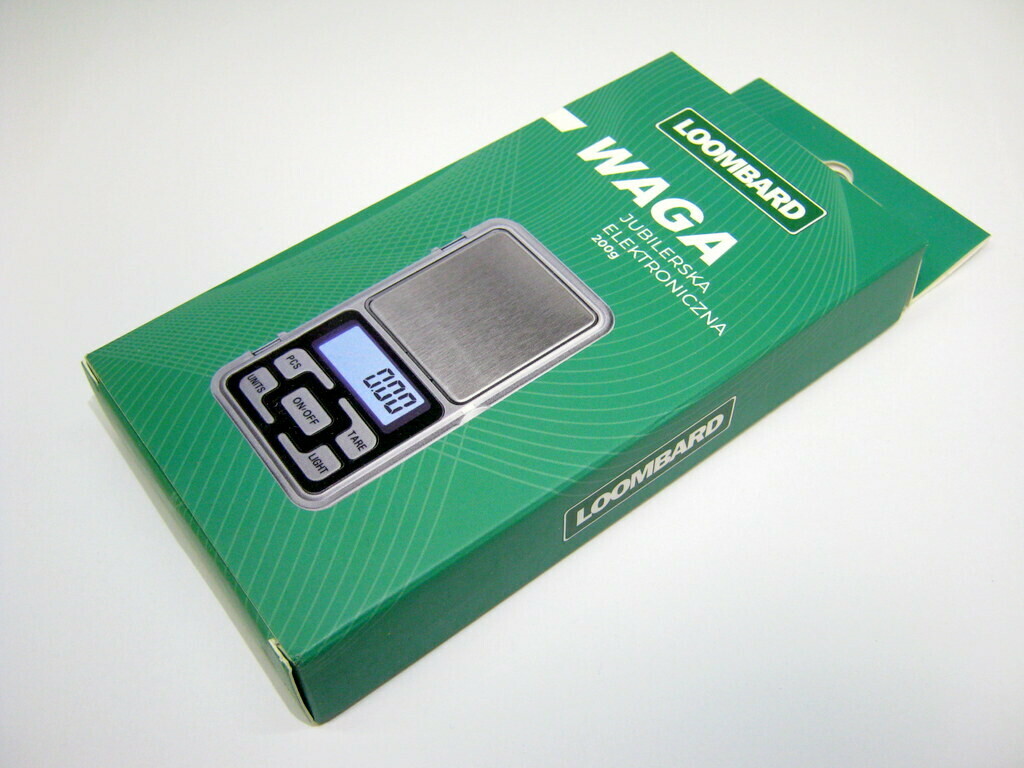 LOOMBARD
WAGA
JUBILERSKA
ELEKTRONICZNA
200g
0.00
PCS
UNITS
ON/OFF
TARE
LIGHT
LOOMBARD